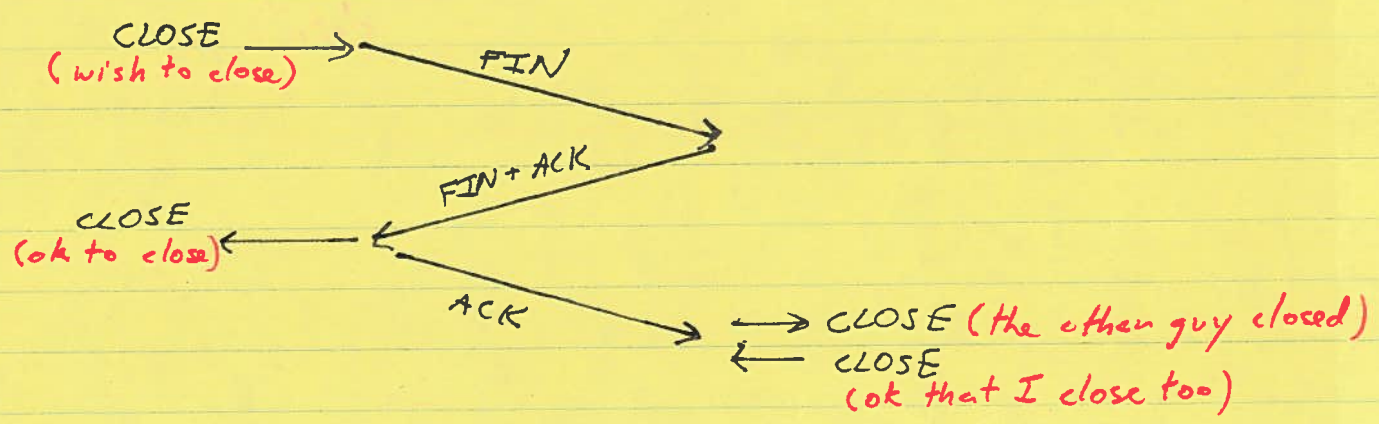 CLOSE
(wish to close)
FIN
FIN + ACK
CLOSE
(ok to close)
ACK
CLOSE (the other guy closed)
CLOSE
(ok that I close too)